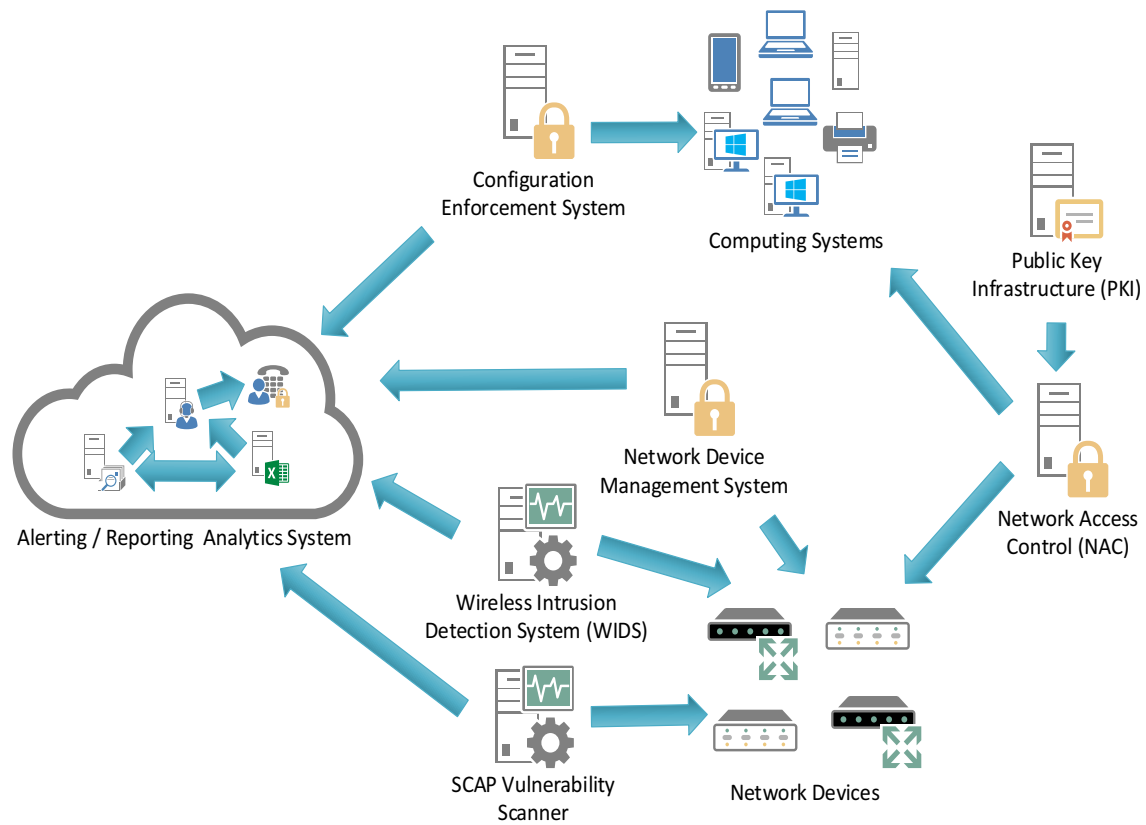 Configuration
Enforcement System
Computing Systems
Public Key
Infrastructure (PKI)
Network Device
Management System
Network Access
Control (NAC)
Alerting / Reporting  Analytics System
Wireless Intrusion
Detection System (WIDS)
SCAP Vulnerability
Scanner
Network Devices
X